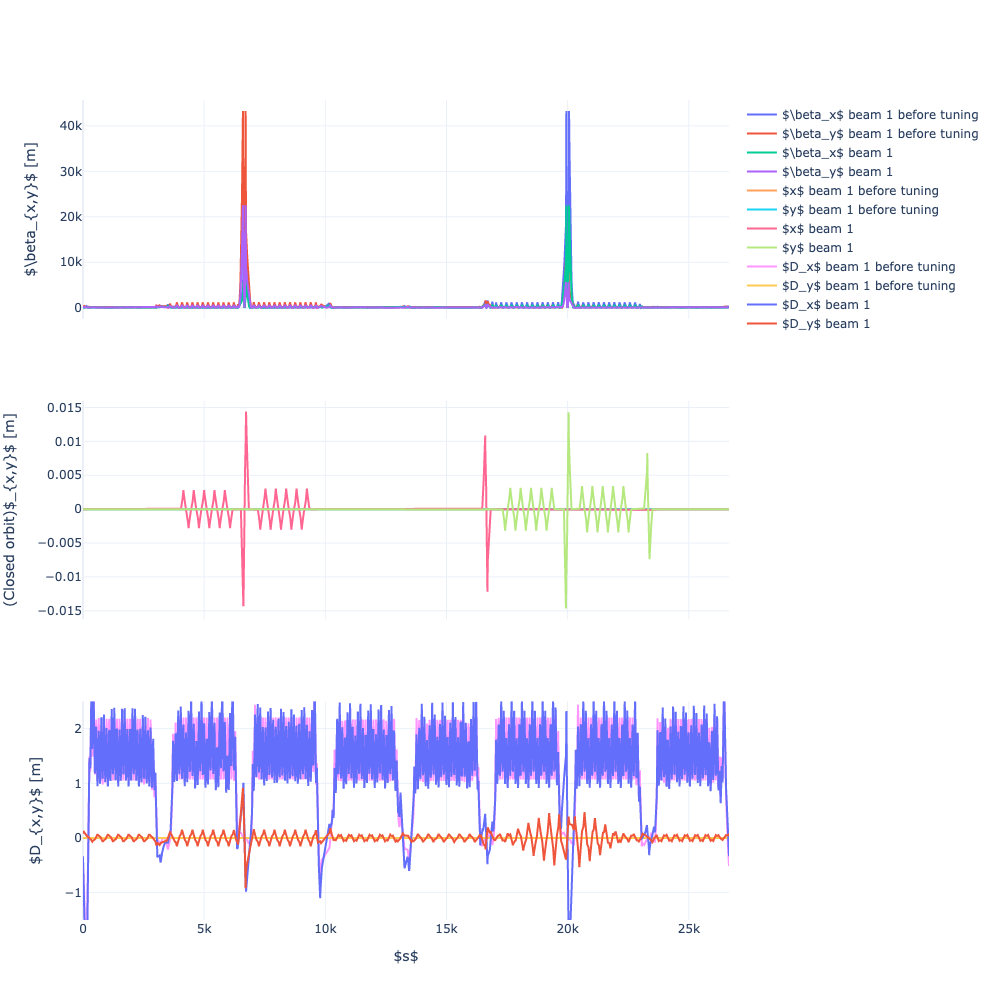 40k
30k
20k
10k
0
$\beta_{x,y}$ [m]
$\beta_x$ beam 1 before tuning
$\beta_y$ beam 1 before tuning
$\beta_x$ beam 1
$\beta_y$ beam 1
$x$ beam 1 before tuning
$y$ beam 1 before tuning
$x$ beam 1
$y$ beam 1
$D_x$ beam 1 before tuning
$D_y$ beam 1 before tuning
$D_x$ beam 1
$D_y$ beam 1
0.015
0.01
0.005
0
−0.005
−0.01
−0.015
(Closed orbit)$_{x,y}$ [m]
2
1
0
−1
$D_{x,y}$ [m]
0 5k 10k 15k 20k 25k
$s$